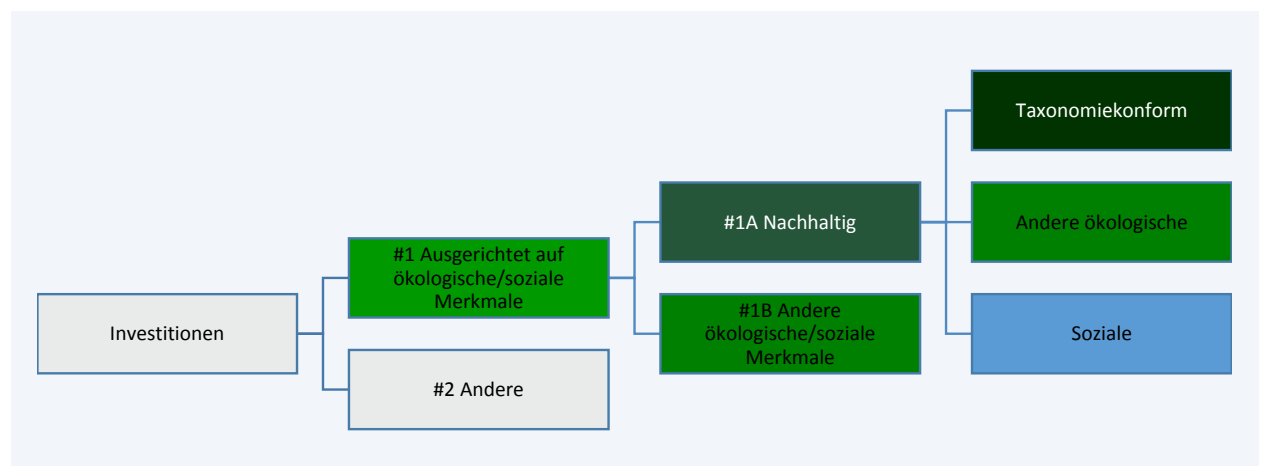 Investitionen
#1 Ausgerichtet auf
ökologische/soziale
Merkmale
#2 Andere
#1A Nachhaltig
#1B Andere
ökologische/soziale
Merkmale
Taxonomiekonform
Andere ökologische
Soziale